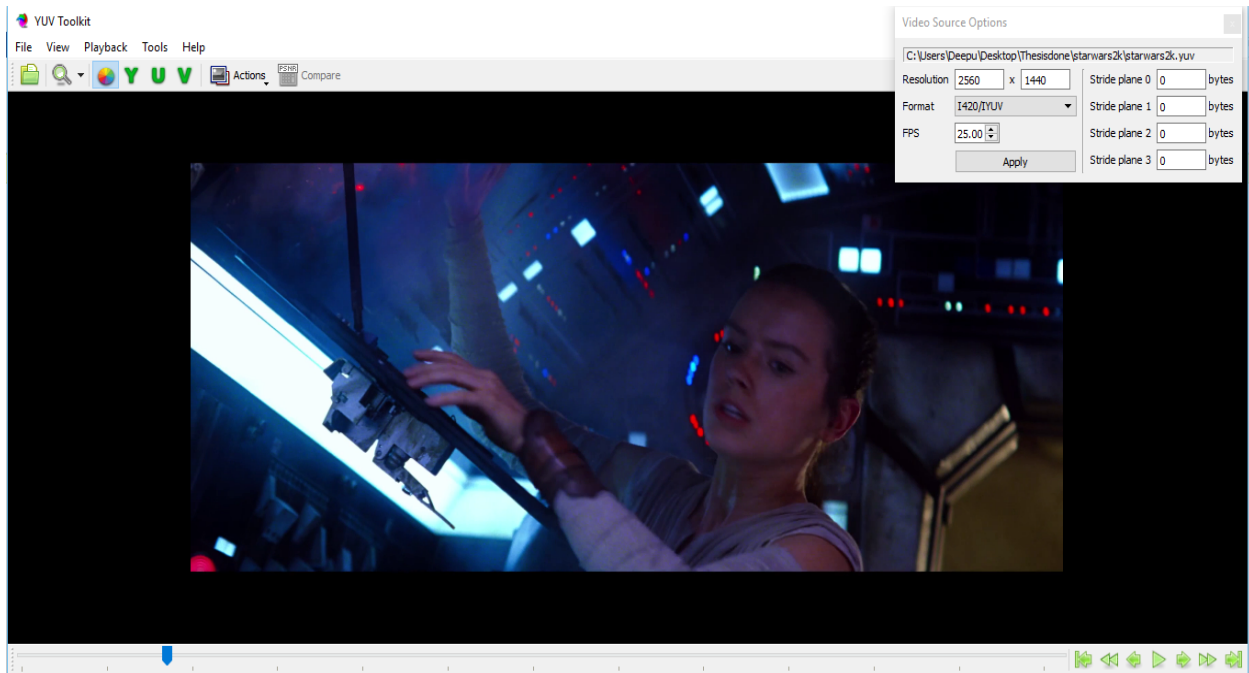 YUV Toolkit
File View Playback Tools Help
Y U V Actions PSNR Compare
Video Source Options
C:\Users\Deepu\Desktop\Thesisdone\starwars2k\starwars2k.yuv
Resolution 2560 x 1440 Stride plane 0 0 bytes
Format I420/IYUV Stride plane 1 0 bytes
FPS 25.00 Stride plane 2 0 bytes
Apply Stride plane 3 0 bytes